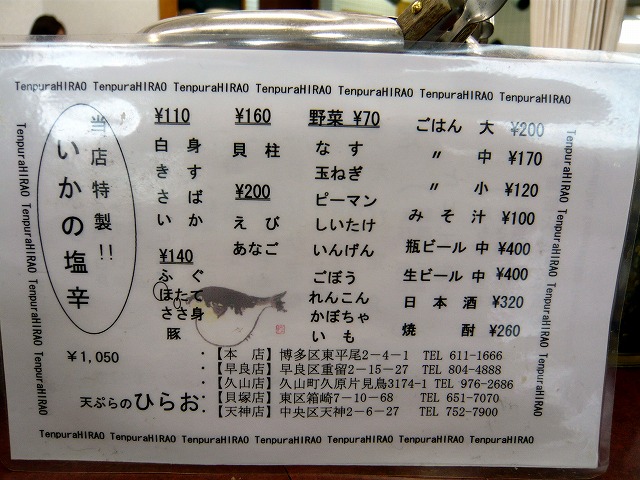 TenpuraHIRAO TenpuraHIRAO TenpuraHIRAO TenpuraHIRAO TenpuraHIRAO TenpuraHIRAO TenpuraHIRAO
TenpuraHIRAO TenpuraHIRAO TenpuraHIRAO TenpuraHIRAO
当店特製!!
いかの塩辛
¥1,050
¥110
白身
きす
さば
いか
¥140
ふぐ
ほたて
ささ身
豚
¥160
貝柱
¥200
えび
あなご
野菜 ¥70
なす
玉ねぎ
ピーマン
しいたけ
いんげん
ごぼう
れんこん
かぼちゃ
いも
ごはん 大 ¥200
〃 中 ¥170
〃 小 ¥120
みそ汁 ¥100
瓶ビール 中 ¥400
生ビール 中 ¥400
日本酒 ¥320
焼酎 ¥260
天ぷらのひらお
・【本 店】博多区東平尾2-4-1 TEL 611-1666
・【早良店】早良区重留2-15-27 TEL 804-4888
・【久山店】久山町久原片見鳥3174-1 TEL 976-2686
・【貝塚店】東区箱崎7-10-68 TEL 651-7070
・【天神店】中央区天神2-6-27 TEL 752-7900
TenpuraHIRAO TenpuraHIRAO TenpuraHIRAO TenpuraHIRAO
TenpuraHIRAO TenpuraHIRAO TenpuraHIRAO TenpuraHIRAO TenpuraHIRAO TenpuraHIRAO TenpuraHIRAO